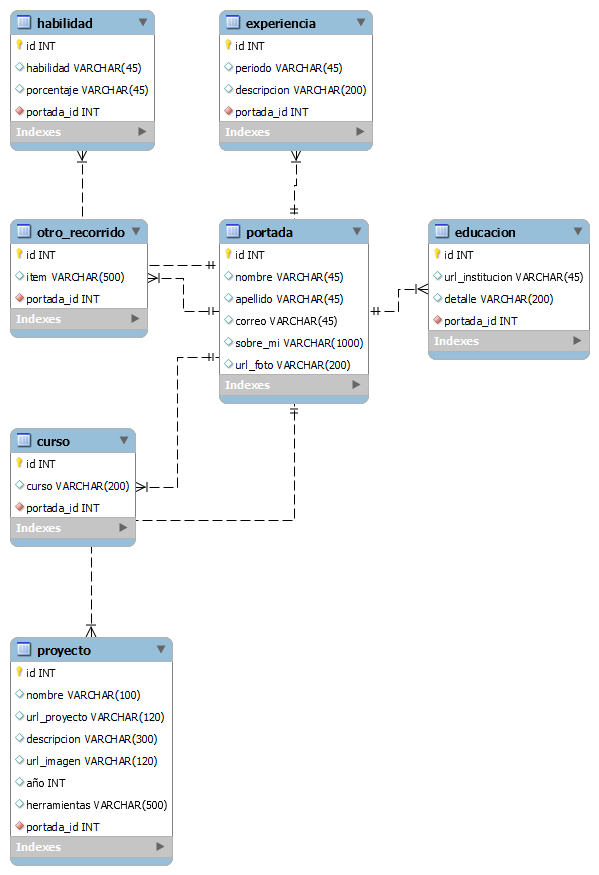 habilidad
id INT
habilidad VARCHAR(45)
porcentaje VARCHAR(45)
portada_id INT
Indexes
experiencia
id INT
periodo VARCHAR(45)
descripcion VARCHAR(200)
portada_id INT
Indexes
otro_recorrido
id INT
item VARCHAR(500)
portada_id INT
Indexes
portada
id INT
nombre VARCHAR(45)
apellido VARCHAR(45)
correo VARCHAR(45)
sobre_mi VARCHAR(1000)
url_foto VARCHAR(200)
Indexes
educacion
id INT
url_institucion VARCHAR(45)
detalle VARCHAR(200)
portada_id INT
Indexes
curso
id INT
curso VARCHAR(200)
portada_id INT
Indexes
proyecto
id INT
nombre VARCHAR(100)
url_proyecto VARCHAR(120)
descripcion VARCHAR(300)
url_imagen VARCHAR(120)
año INT
herramientas VARCHAR(500)
portada_id INT
Indexes